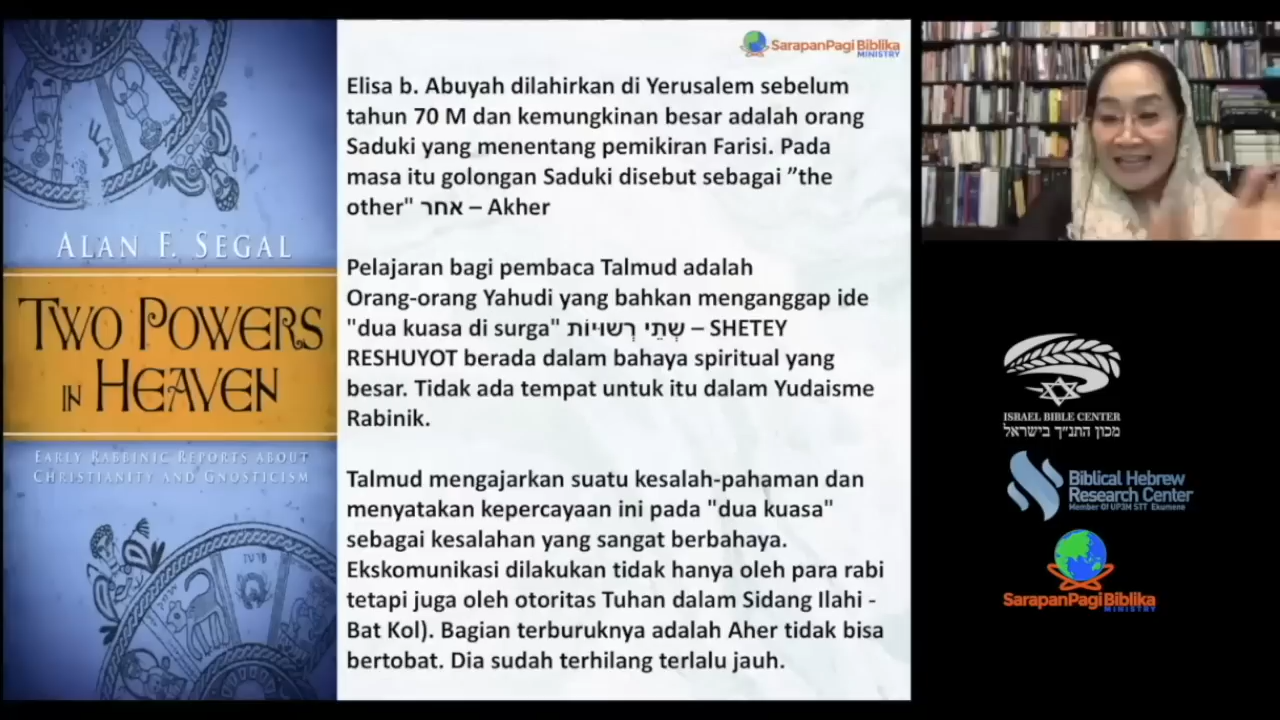 ALAN F. SEGAL
TWO POWERS
IN HEAVEN
EARLY RABBINIC REPORTS ABOUT
CHRISTIANITY AND GNOSTICISM
SarapanPagi Biblika
MINISTRY
Elisa b. Abuyah dilahirkan di Yerusalem sebelum
tahun 70 M dan kemungkinan besar adalah orang
Saduki yang menentang pemikiran Farisi. Pada
masa itu golongan Saduki disebut sebagai ”the
other" אחר – Akher
Pelajaran bagi pembaca Talmud adalah
Orang-orang Yahudi yang bahkan menganggap ide
"dua kuasa di surga" שְׁתֵי רְשׁוּיוֹת – SHETEY
RESHUYOT berada dalam bahaya spiritual yang
besar. Tidak ada tempat untuk itu dalam Yudaisme
Rabinik.
Talmud mengajarkan suatu kesalah-pahaman dan
menyatakan kepercayaan ini pada "dua kuasa"
sebagai kesalahan yang sangat berbahaya.
Ekskomunikasi dilakukan tidak hanya oleh para rabi
tetapi juga oleh otoritas Tuhan dalam Sidang Ilahi -
Bat Kol). Bagian terburuknya adalah Aher tidak bisa
bertobat. Dia sudah terhilang terlalu jauh.
ISRAEL BIBLE CENTER
מכון התנ״ך בישראל
Biblical Hebrew
Research Center
Member Of UP3M STT Ekumene
SarapanPagi Biblika
MINISTRY